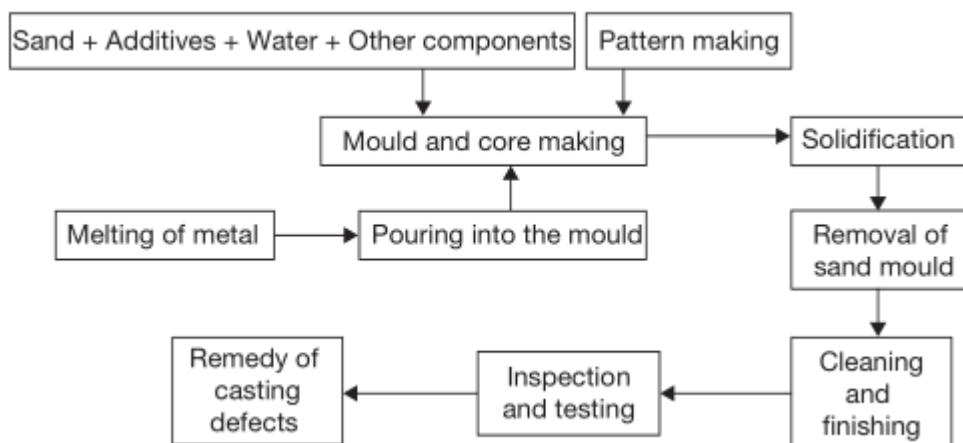 Sand + Additives + Water + Other components
Pattern making
Mould and core making
Solidification
Melting of metal
Pouring into the mould
Removal of
sand mould
Remedy of
casting
defects
Inspection
and testing
Cleaning
and
finishing